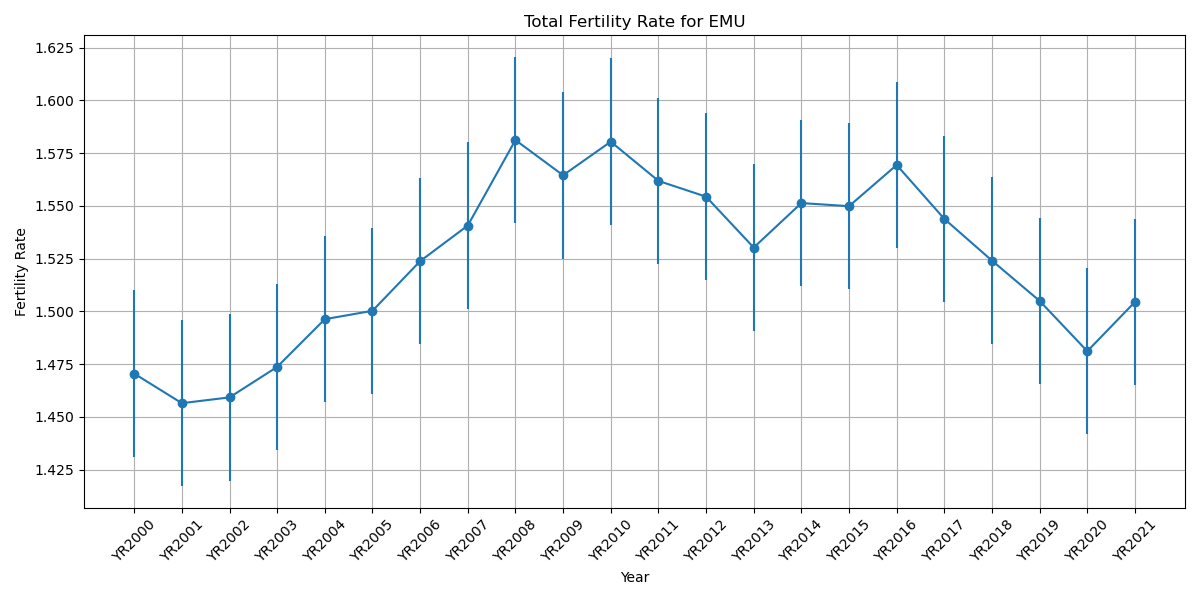 Total Fertility Rate for EMU
Fertility Rate
1.625
1.600
1.575
1.550
1.525
1.500
1.475
1.450
1.425
YR2000
YR2001
YR2002
YR2003
YR2004
YR2005
YR2006
YR2007
YR2008
YR2009
YR2010
YR2011
YR2012
YR2013
YR2014
YR2015
YR2016
YR2017
YR2018
YR2019
YR2020
YR2021
Year